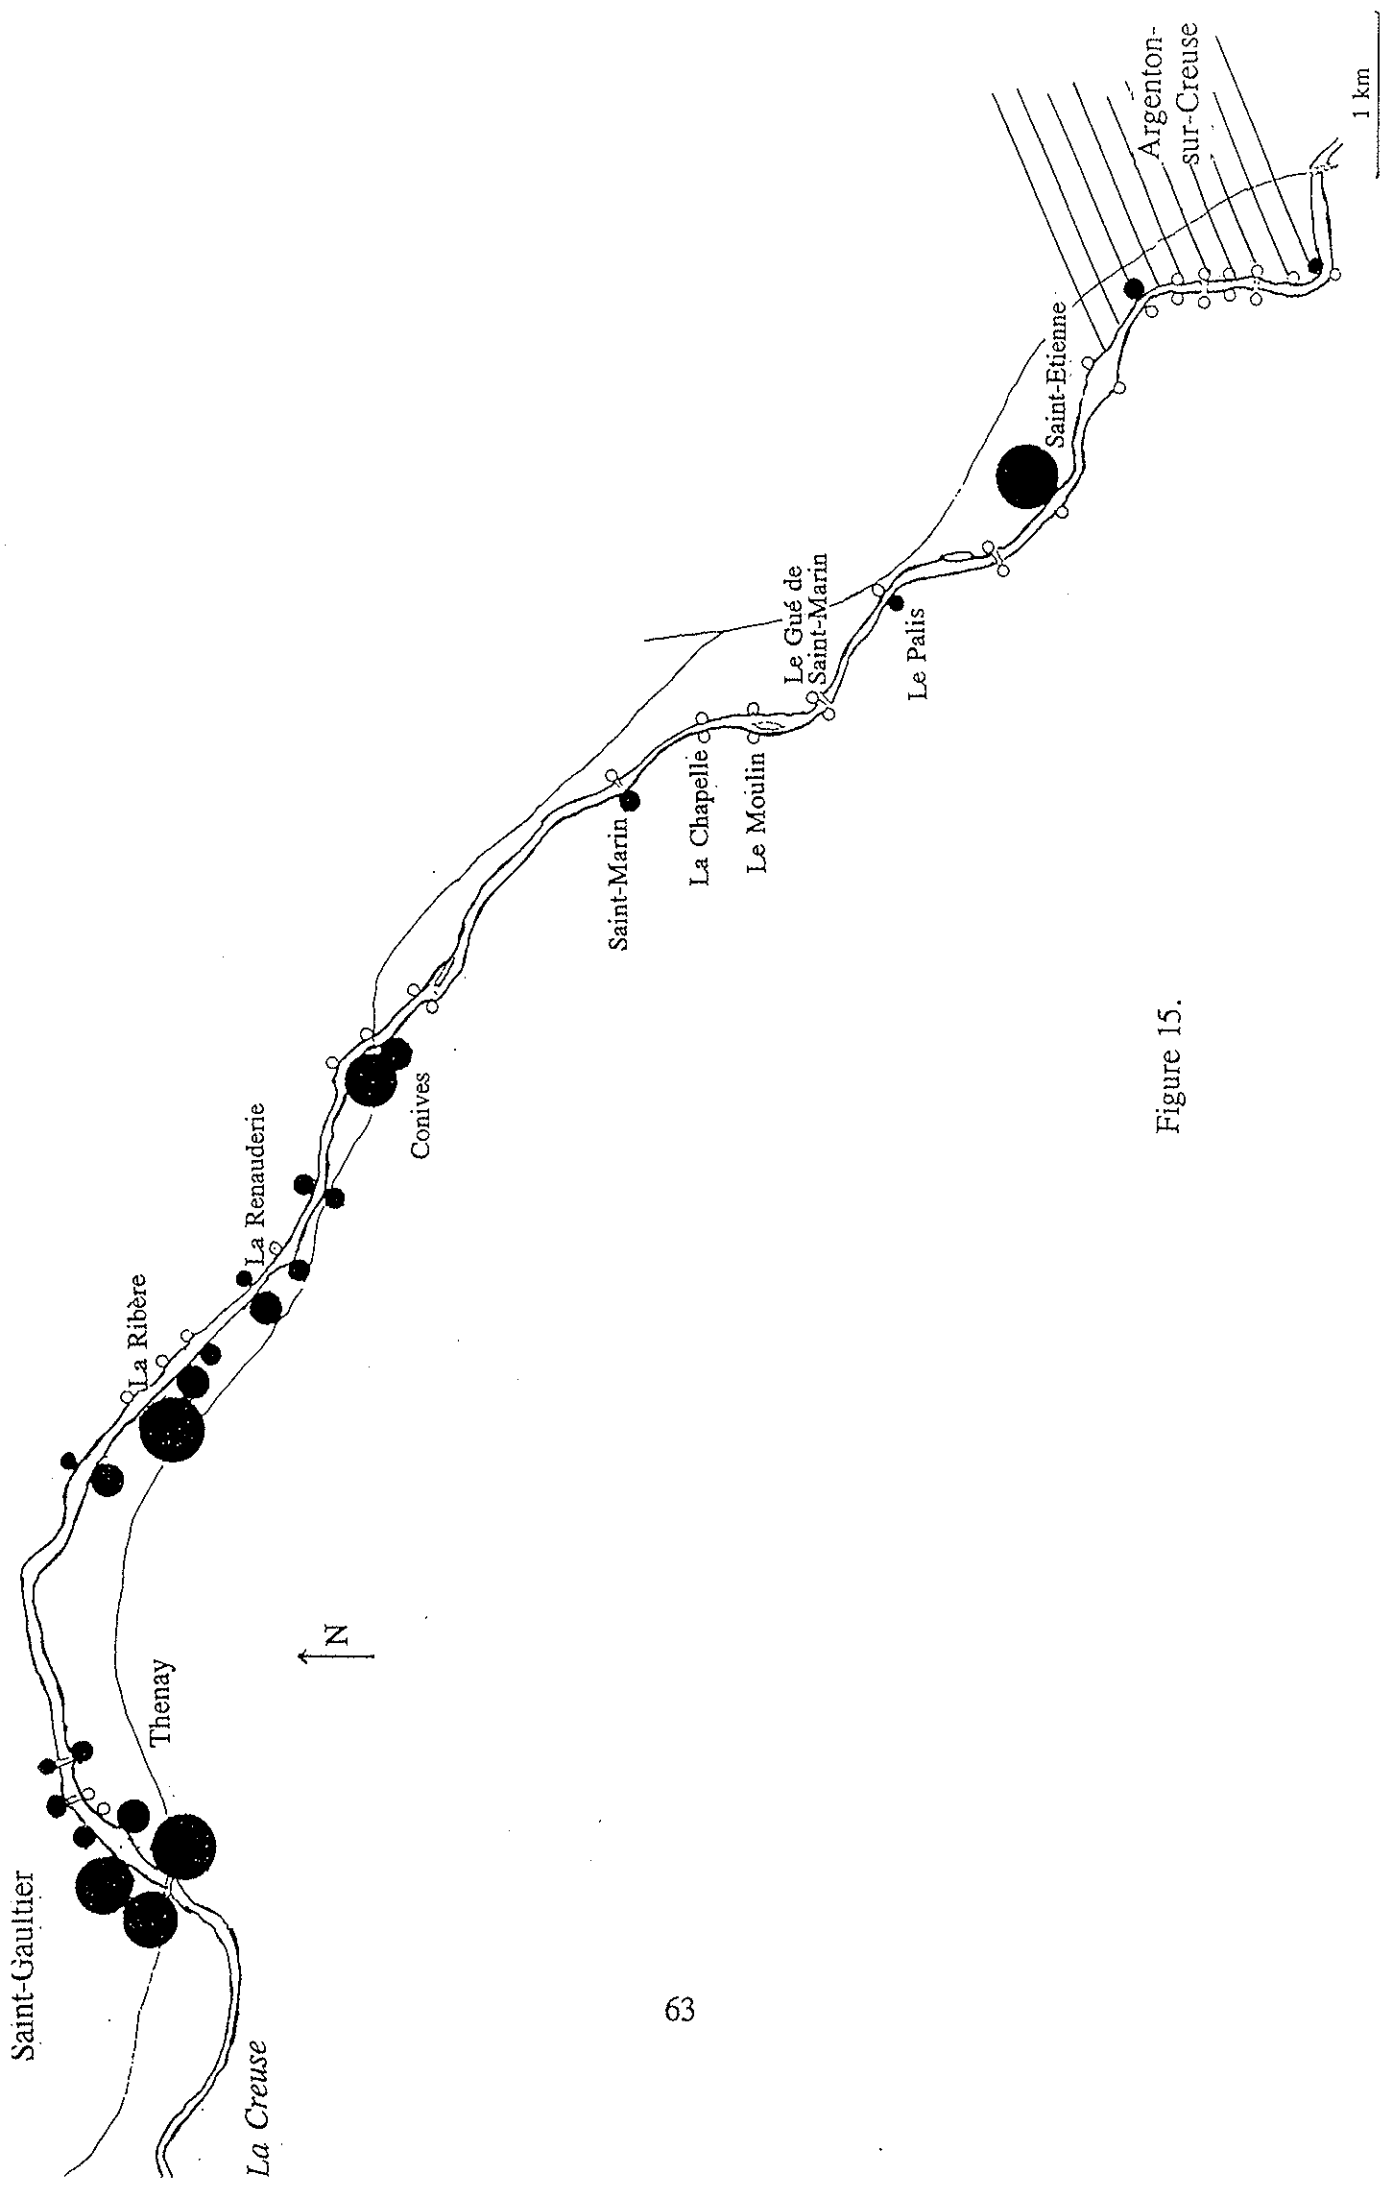 Saint-Gaultier
La Creuse
Thenay
N
La Ribère
La Renauderie
Conives
Saint-Marin
La Chapelle
Le Moulin
Le Gué de
Saint-Marin
Le Palis
Saint-Etienne
Argenton-
sur-Creuse
1 km
Figure 15.
63